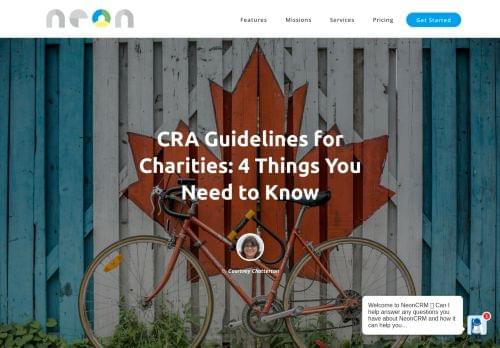 neon
Features Missions Services Pricing Get Started
CRA Guidelines for
Charities: 4 Things You
Need to Know
By Courtney Chatterton
Welcome to NeonCRM Can I
help answer any questions you
have about NeonCRM and how it
can help you...
1